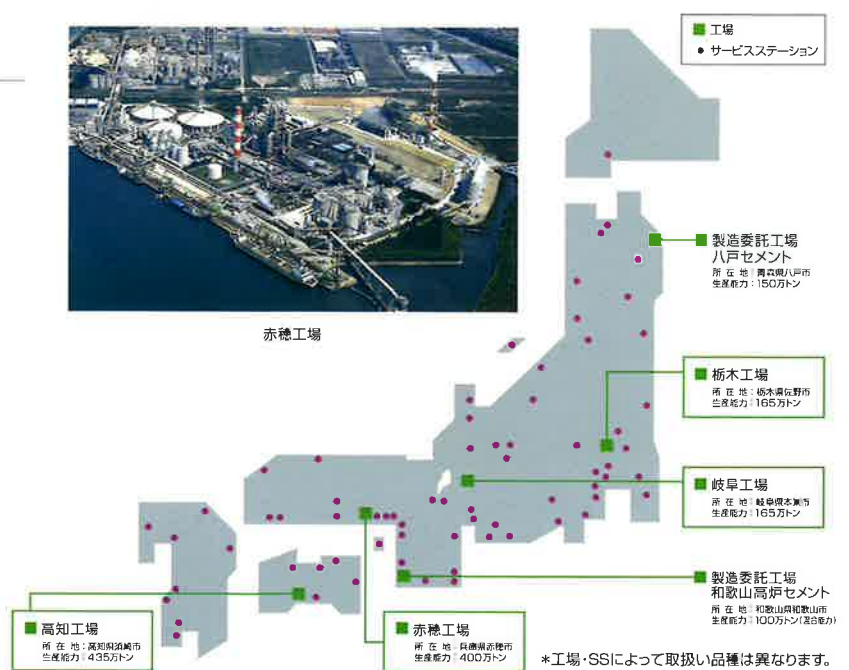 工場
サービスステーション
赤穂工場
製造委託工場
八戸セメント
所在地：青森県八戸市
生産能力：150万トン
栃木工場
所在地：栃木県佐野市
生産能力：165万トン
岐阜工場
所在地：岐阜県本巣市
生産能力：165万トン
製造委託工場
和歌山高炉セメント
所在地：和歌山県和歌山市
生産能力：100万トン(混合能力)
高知工場
所在地：高知県須崎市
生産能力：435万トン
赤穂工場
所在地：兵庫県赤穂市
生産能力：400万トン
*工場・SSによって取扱い品種は異なります。